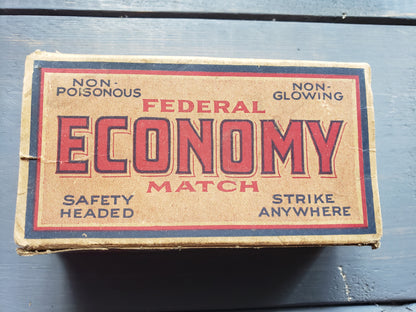 NON-
POISONOUS
NON-
GLOWING
FEDERAL
ECONOMY
MATCH
SAFETY
HEADED
STRIKE
ANYWHERE